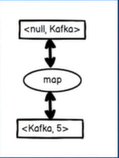 <null, Kafka>
map
<Kafka, 5>